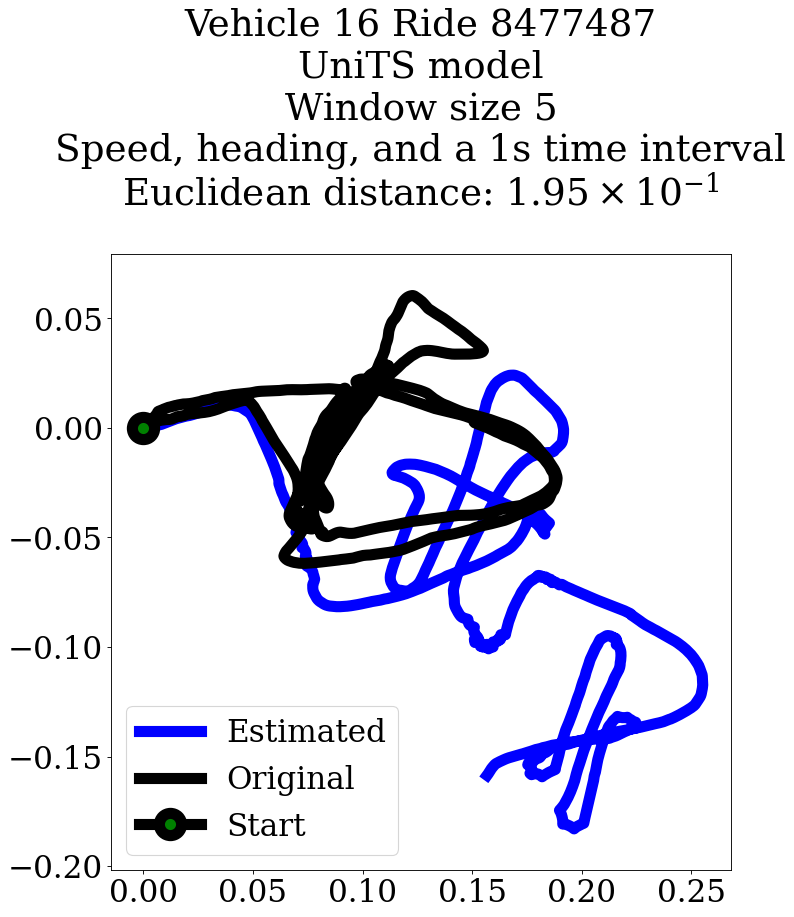 Vehicle 16 Ride 8477487
UniTS model
Window size 5
Speed, heading, and a 1s time interval
Euclidean distance: 1.95 × 10⁻¹
0.05
0.00
−0.05
−0.10
−0.15
−0.20
Estimated
Original
Start
0.00 0.05 0.10 0.15 0.20 0.25